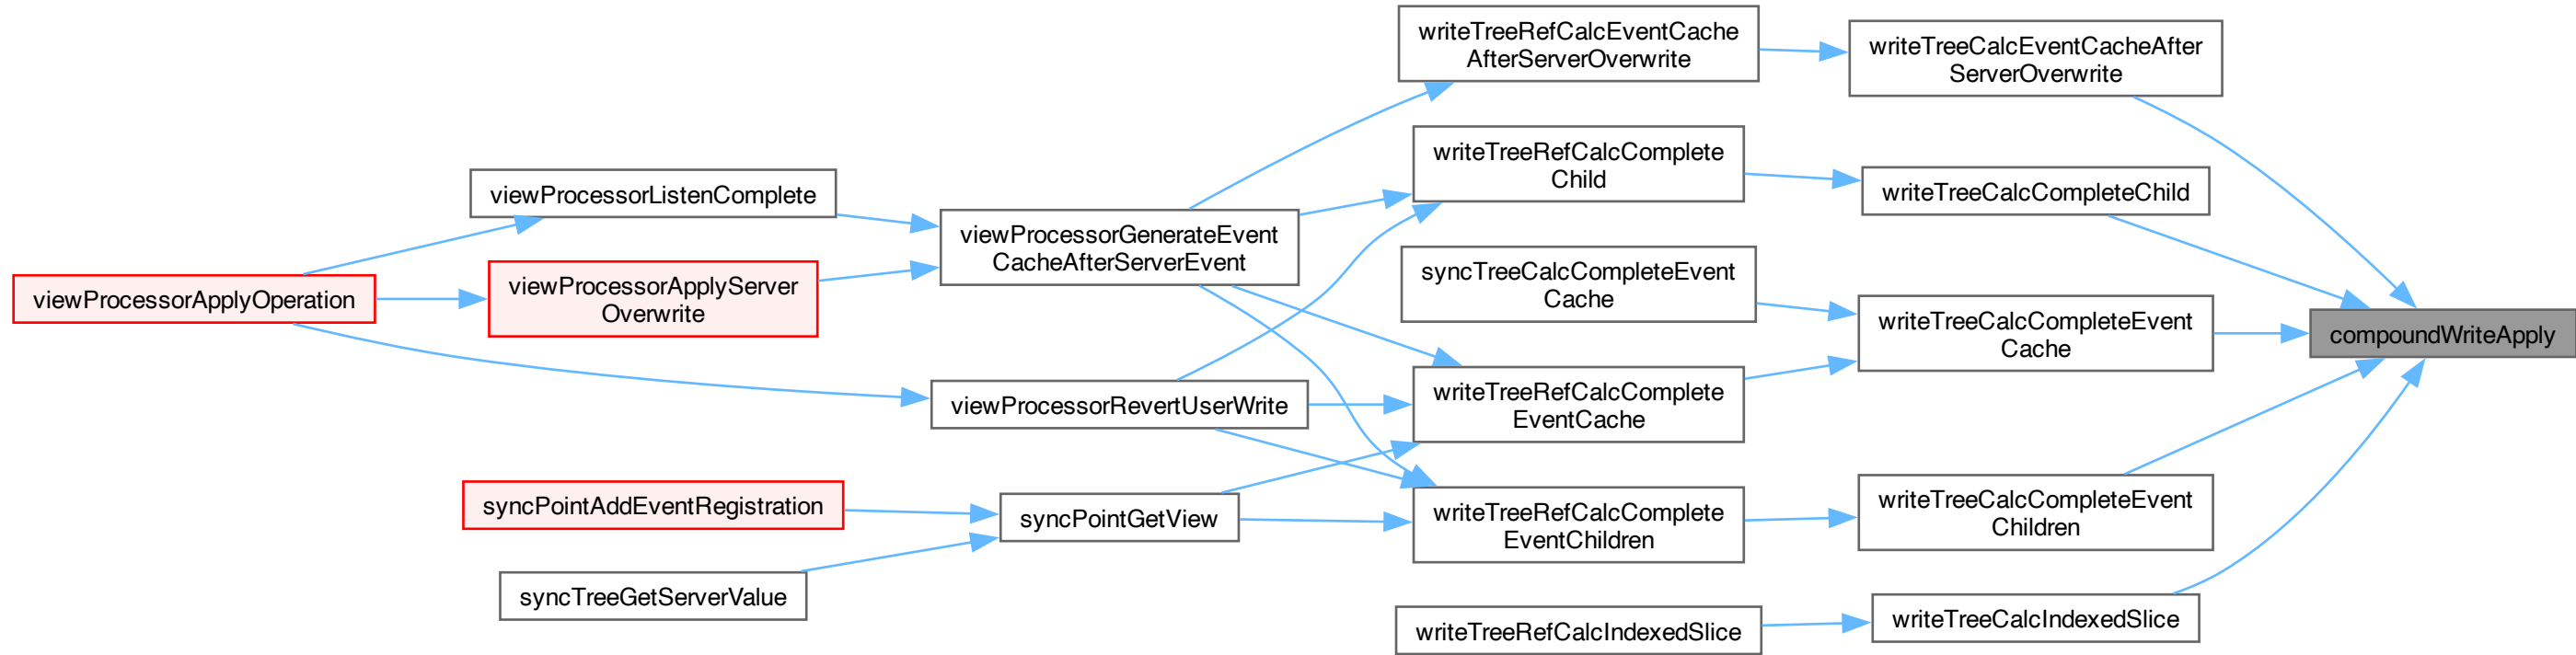 viewProcessorApplyOperation
viewProcessorListenComplete
viewProcessorApplyServer
Overwrite
syncPointAddEventRegistration
syncTreeGetServerValue
viewProcessorGenerateEvent
CacheAfterServerEvent
viewProcessorRevertUserWrite
syncPointGetView
writeTreeRefCalcEventCache
AfterServerOverwrite
writeTreeRefCalcComplete
Child
syncTreeCalcCompleteEvent
Cache
writeTreeRefCalcComplete
EventCache
writeTreeRefCalcComplete
EventChildren
writeTreeRefCalcIndexedSlice
writeTreeCalcEventCacheAfter
ServerOverwrite
writeTreeCalcCompleteChild
writeTreeCalcCompleteEvent
Cache
writeTreeCalcCompleteEvent
Children
writeTreeCalcIndexedSlice
compoundWriteApply